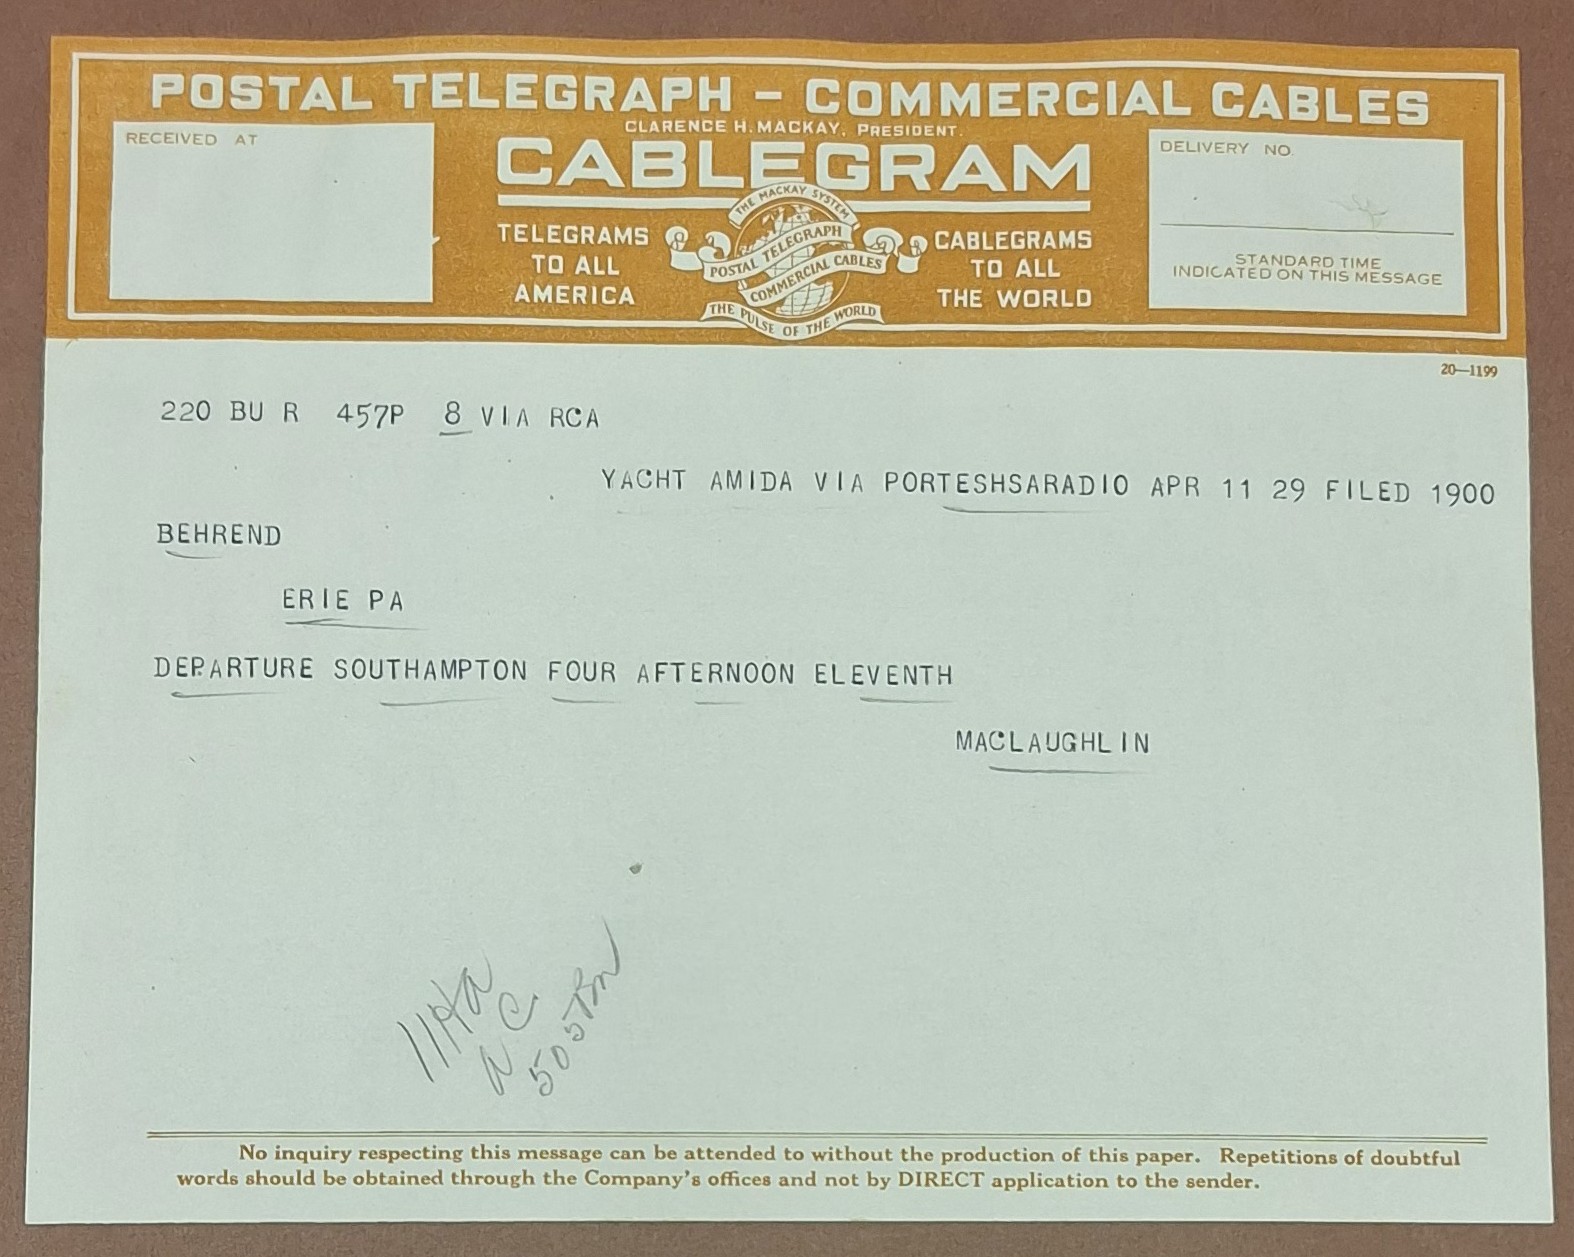 POSTAL TELEGRAPH - COMMERCIAL CABLES
CLARENCE H. MACKAY, PRESIDENT.
RECEIVED AT
CABLEGRAM
DELIVERY NO.
THE MACKAY SYSTEM
TELEGRAMS
TO ALL
AMERICA
POSTAL TELEGRAPH
COMMERCIAL CABLES
THE PULSE OF THE WORLD
CABLEGRAMS
TO ALL
THE WORLD
STANDARD TIME
INDICATED ON THIS MESSAGE
20—1199
220 BU R 457P 8 VIA RCA
YACHT AMIDA VIA PORTESHSARADIO APR 11 29 FILED 1900
BEHREND
ERIE PA
DEPARTURE SOUTHAMPTON FOUR AFTERNOON ELEVENTH
MACLAUGHLIN
C
505
No inquiry respecting this message can be attended to without the production of this paper. Repetitions of doubtful
words should be obtained through the Company's offices and not by DIRECT application to the sender.